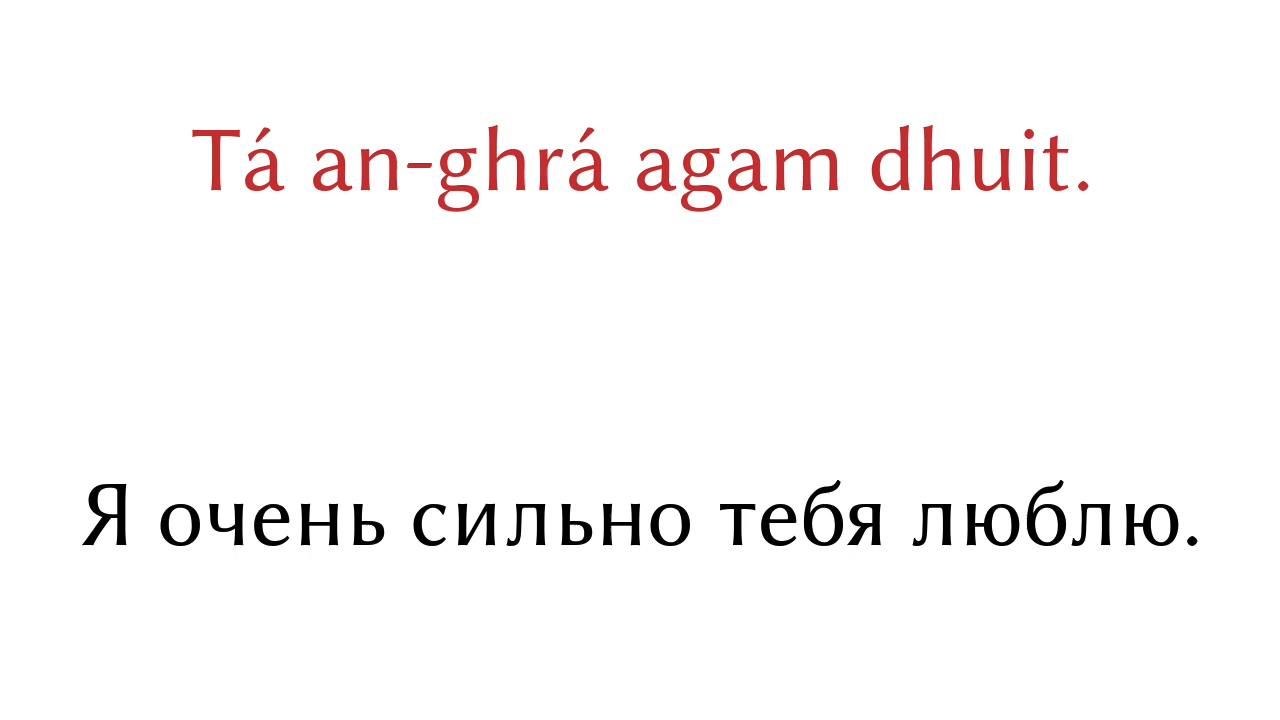 Tá an-ghrá agam dhuit.
Я очень сильно тебя люблю.